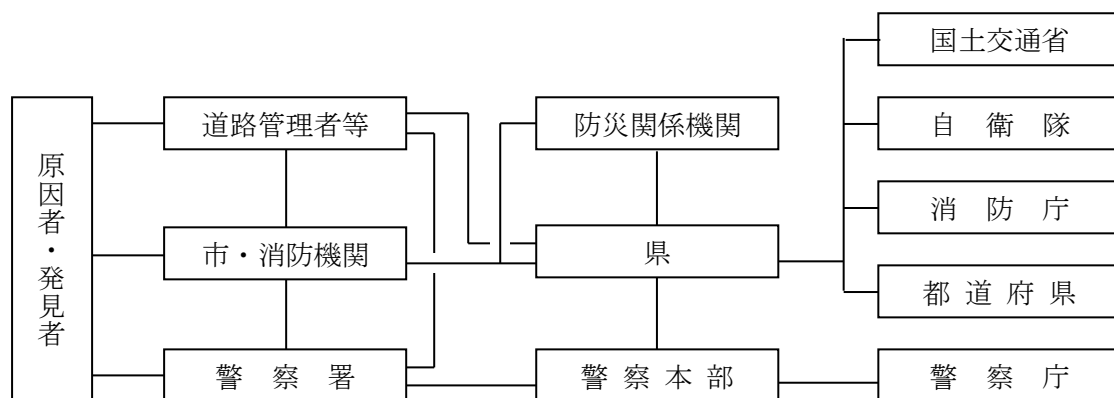 国土交通省
道路管理者等
防災関係機関
自衛隊
原因者・発見者
消防庁
市・消防機関
県
都道府県
警察署
警察本部
警察庁